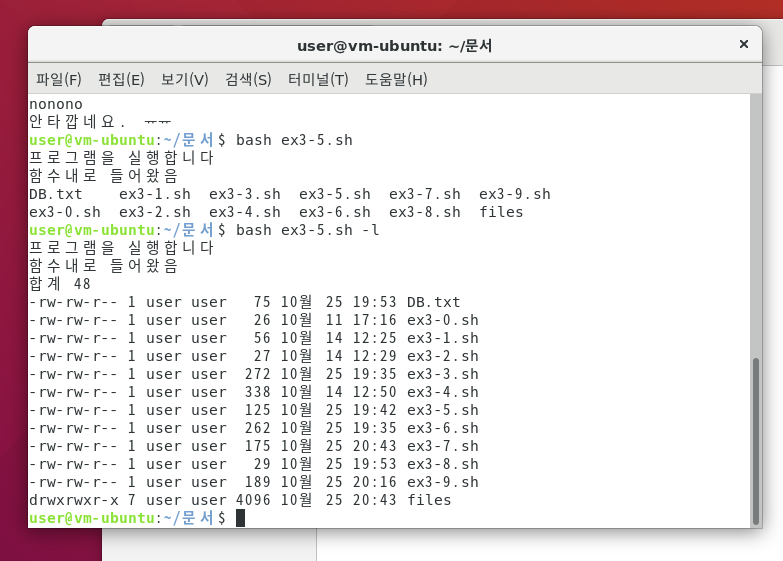 user@vm-ubuntu: ~/문서
파일(F) 편집(E) 보기(V) 검색(S) 터미널(T) 도움말(H)
nonono
안타깝네요. ㅠㅠ
user@vm-ubuntu:~/문서$ bash ex3-5.sh
프로그램을 실행합니다
함수내로 들어왔음
DB.txt    ex3-1.sh  ex3-3.sh  ex3-5.sh  ex3-7.sh  ex3-9.sh
ex3-0.sh  ex3-2.sh  ex3-4.sh  ex3-6.sh  ex3-8.sh  files
user@vm-ubuntu:~/문서$ bash ex3-5.sh -l
프로그램을 실행합니다
함수내로 들어왔음
합계 48
-rw-rw-r-- 1 user user   75 10월 25 19:53 DB.txt
-rw-rw-r-- 1 user user   26 10월 11 17:16 ex3-0.sh
-rw-rw-r-- 1 user user   56 10월 14 12:25 ex3-1.sh
-rw-rw-r-- 1 user user   27 10월 14 12:29 ex3-2.sh
-rw-rw-r-- 1 user user  272 10월 25 19:35 ex3-3.sh
-rw-rw-r-- 1 user user  338 10월 14 12:50 ex3-4.sh
-rw-rw-r-- 1 user user  125 10월 25 19:42 ex3-5.sh
-rw-rw-r-- 1 user user  262 10월 25 19:35 ex3-6.sh
-rw-rw-r-- 1 user user  175 10월 25 20:43 ex3-7.sh
-rw-rw-r-- 1 user user   29 10월 25 19:53 ex3-8.sh
-rw-rw-r-- 1 user user  189 10월 25 20:16 ex3-9.sh
drwxrwxr-x 7 user user 4096 10월 25 20:43 files
user@vm-ubuntu:~/문서$